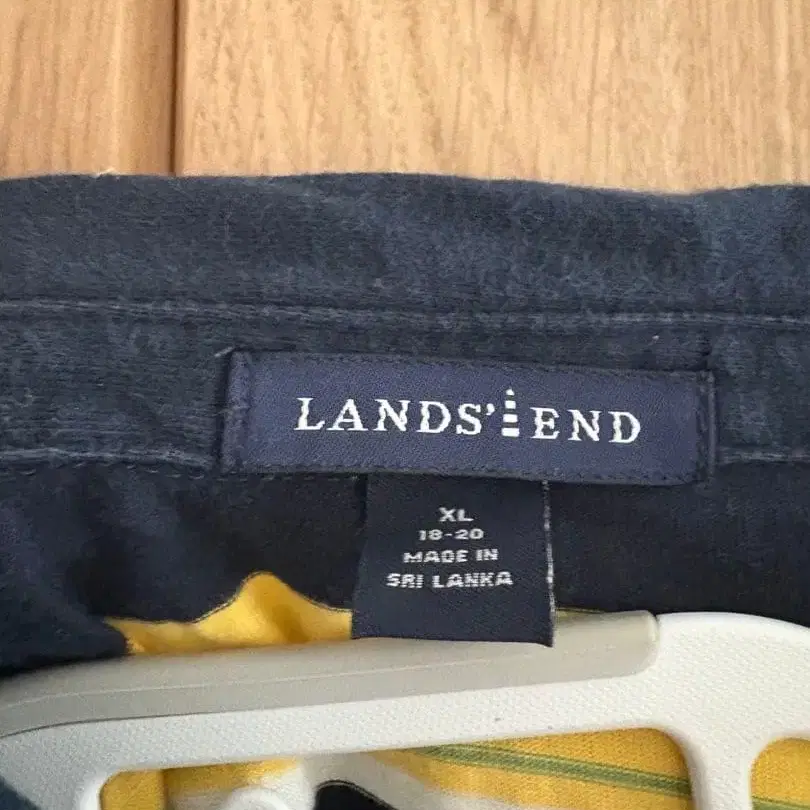 LANDS' END
XL
18-20
MADE IN
SRI LANKA